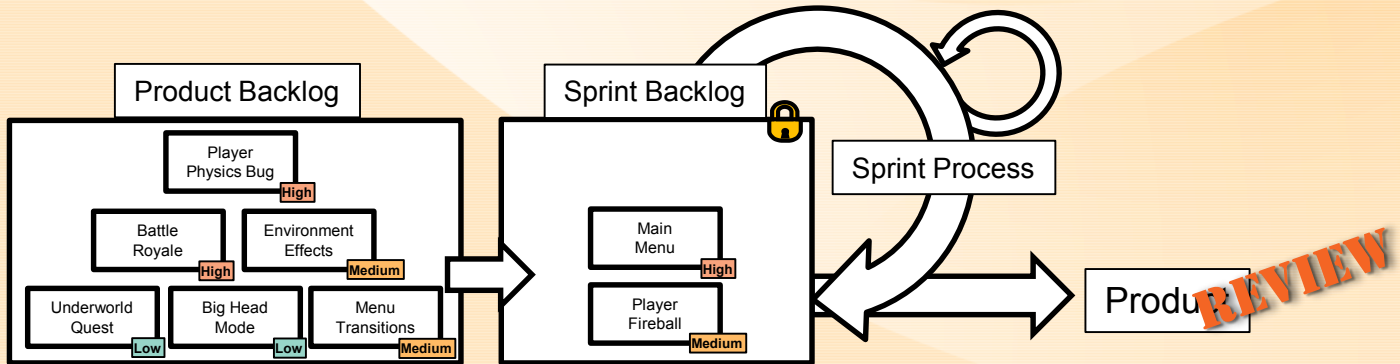 Product Backlog
Player
Physics Bug
High
Battle
Royale
High
Environment
Effects
Medium
Underworld
Quest
Low
Big Head
Mode
Low
Menu
Transitions
Medium
Sprint Backlog
Main
Menu
High
Player
Fireball
Medium
Sprint Process
Product
REVIEW